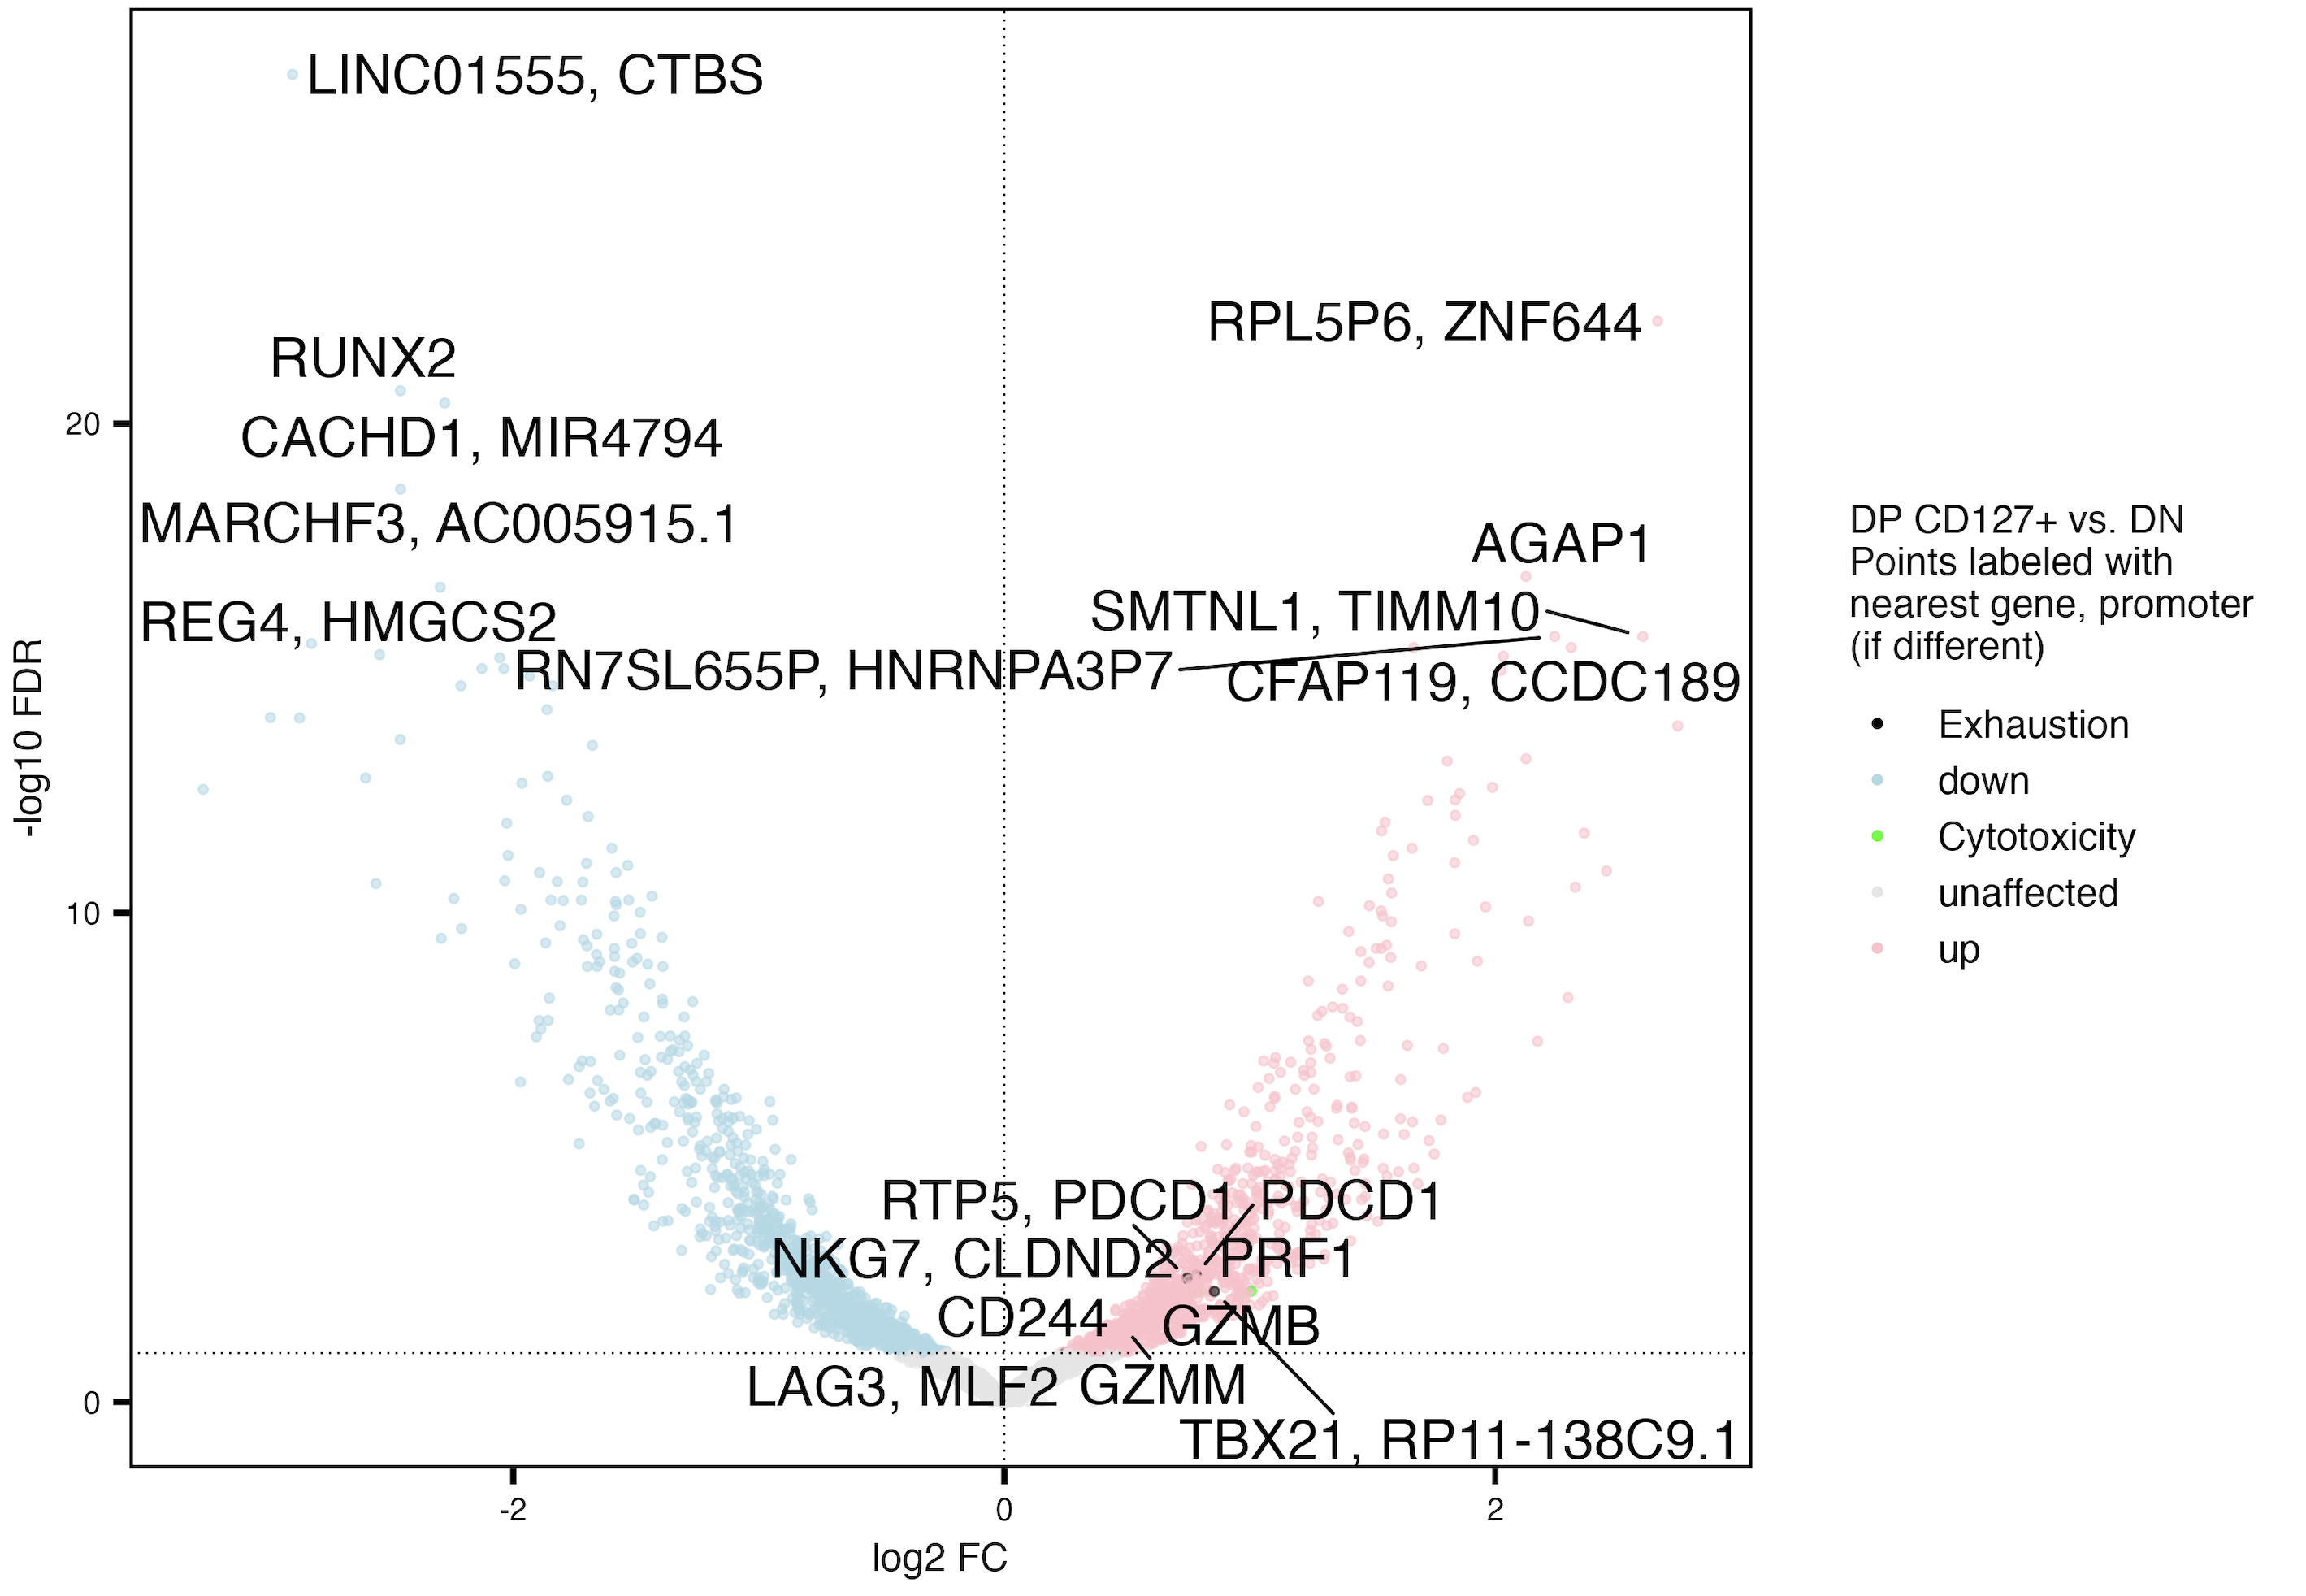 LINC01555, CTBS
RPL5P6, ZNF644
RUNX2
20
CACHD1, MIR4794
MARCHF3, AC005915.1
AGAP1
SMTNL1, TIMM10
REG4, HMGCS2
RN7SL655P, HNRNPA3P7
CFAP119, CCDC189
-log10 FDR
10
RTP5, PDCD1
PDCD1
NKG7, CLDND2
PRF1
CD244
GZMB
LAG3, MLF2
GZMM
0
TBX21, RP11-138C9.1
-2
0
2
log2 FC
DP CD127+ vs. DN
Points labeled with
nearest gene, promoter
(if different)
Exhaustion
down
Cytotoxicity
unaffected
up